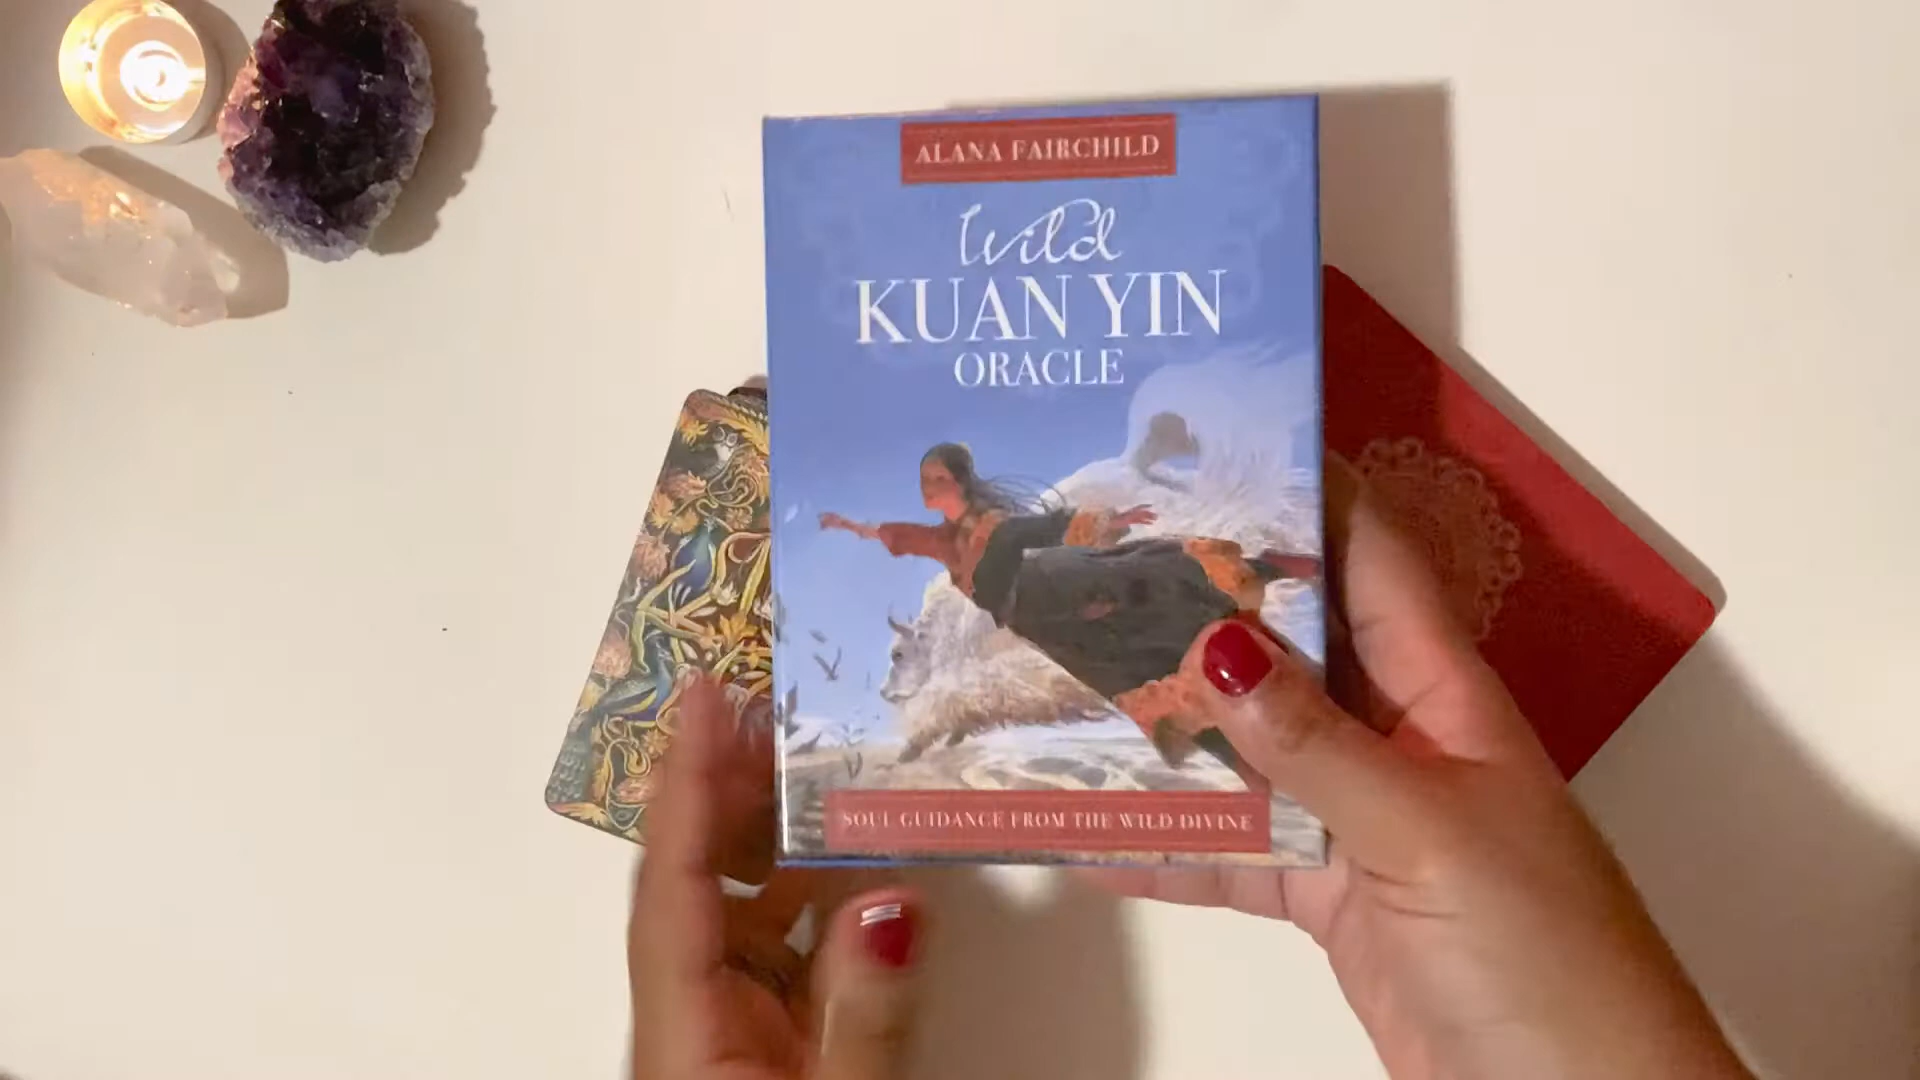 ALANA FAIRCHILD
Wild
KUAN YIN
ORACLE
SOUL GUIDANCE FROM THE WILD DIVINE